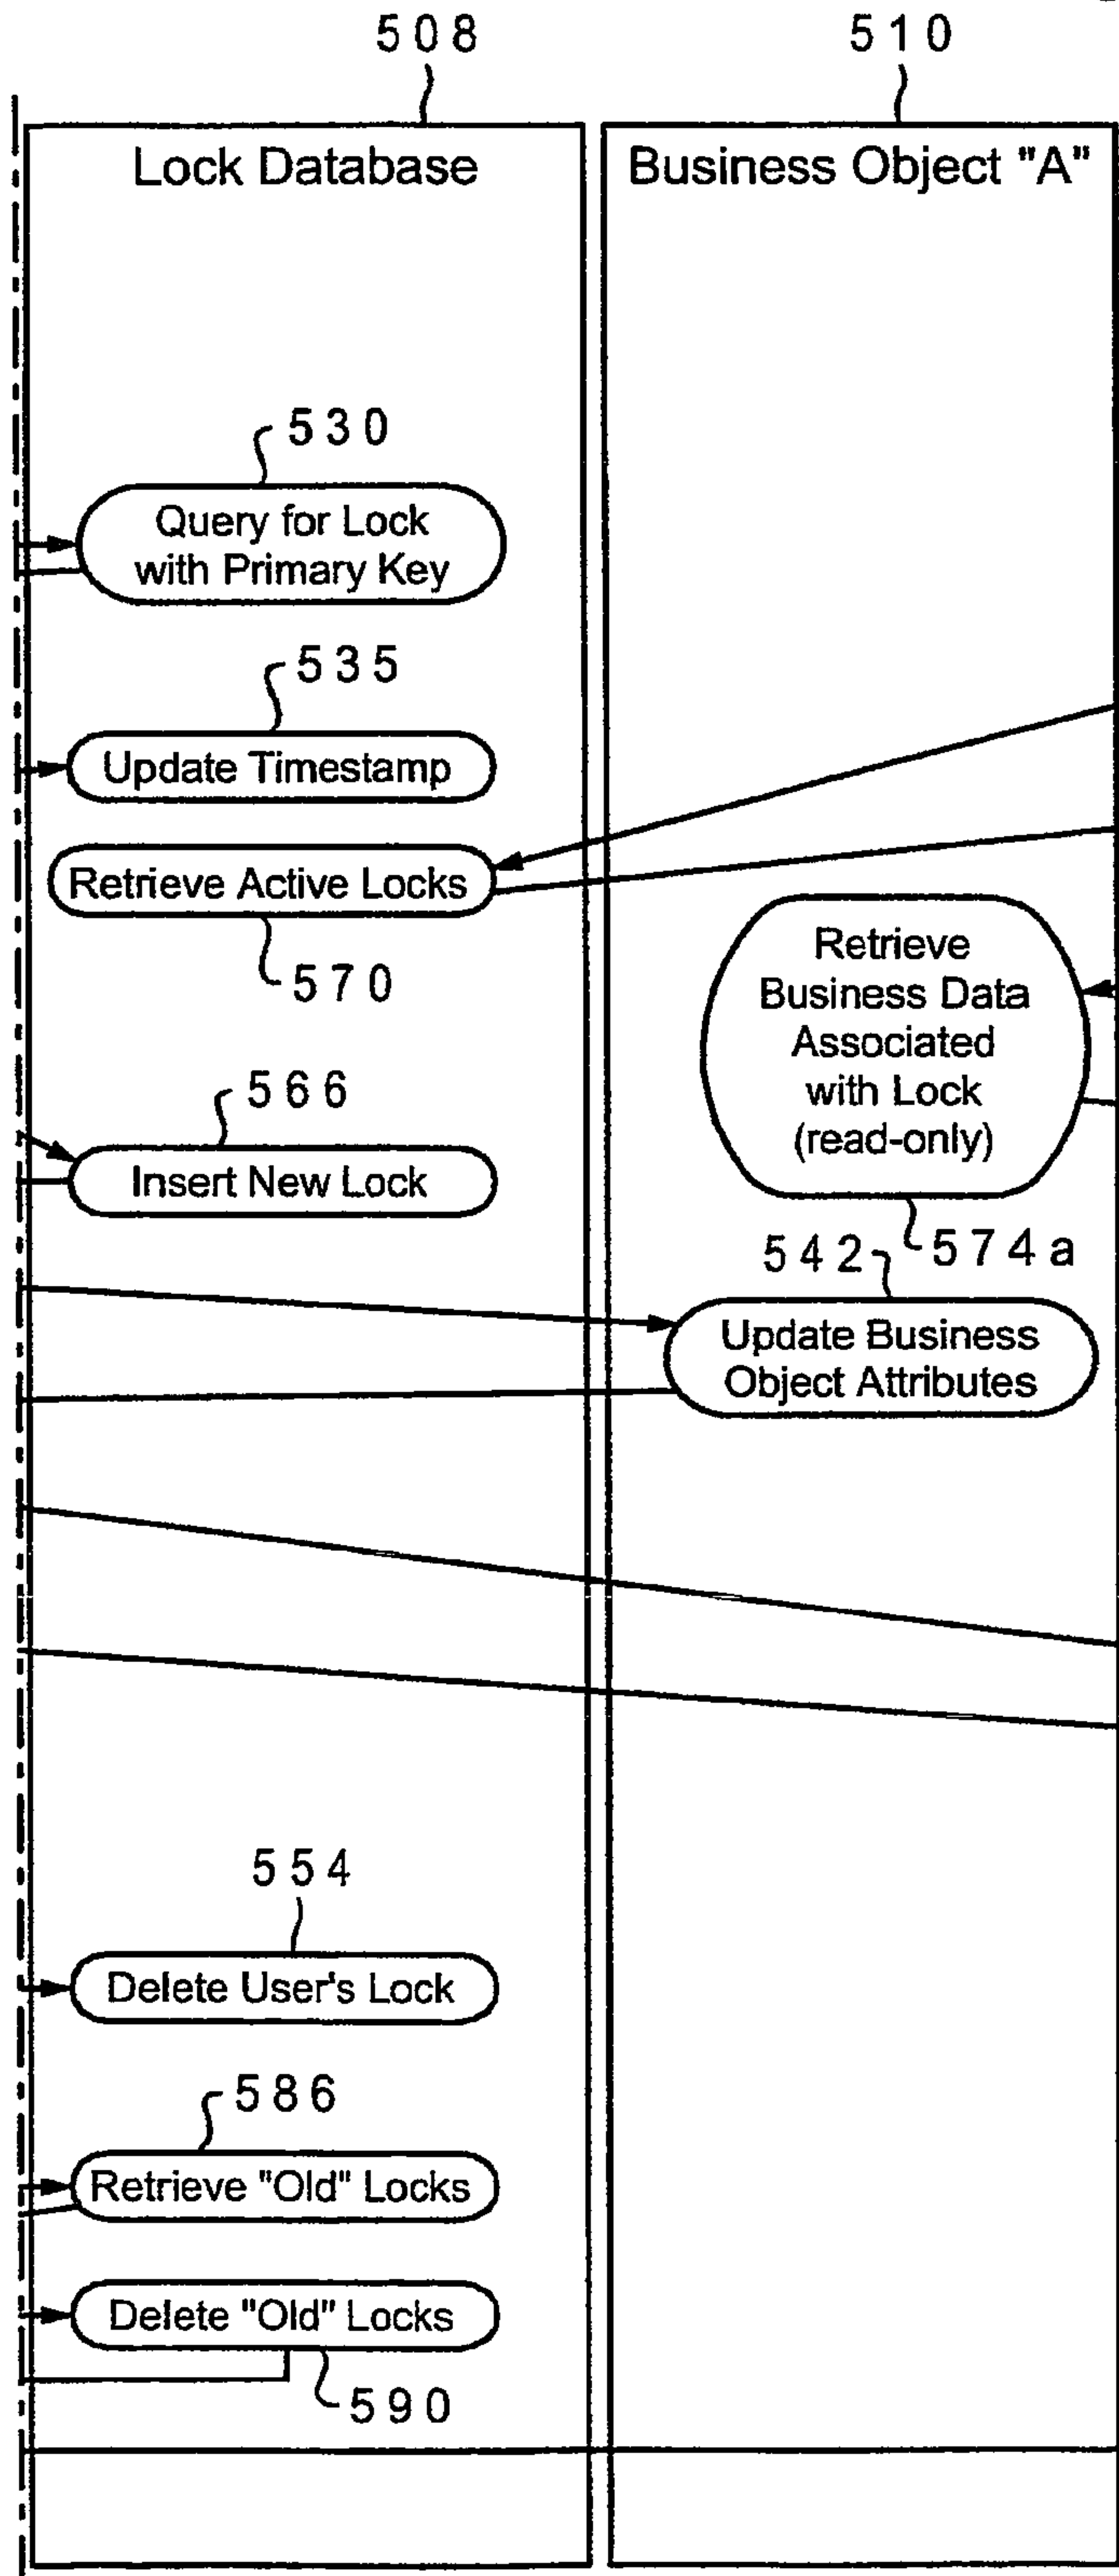 508
510
Lock Database
Business Object "A"
530
Query for Lock
with Primary Key
535
Update Timestamp
Retrieve Active Locks
570
Retrieve
Business Data
Associated
with Lock
(read-only)
574a
566
Insert New Lock
542
Update Business
Object Attributes
554
Delete User's Lock
586
Retrieve "Old" Locks
Delete "Old" Locks
590